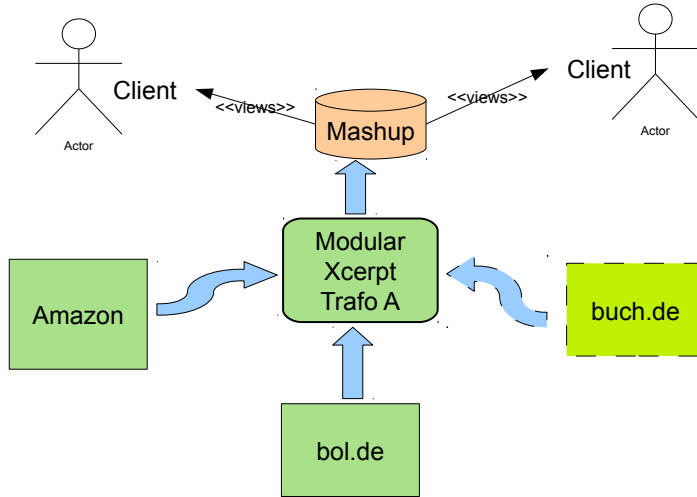 Client
Client
<<views>>
<<views>>
Mashup
Actor
Actor
Modular
Xcerpt
Trafo A
Amazon
buch.de
bol.de